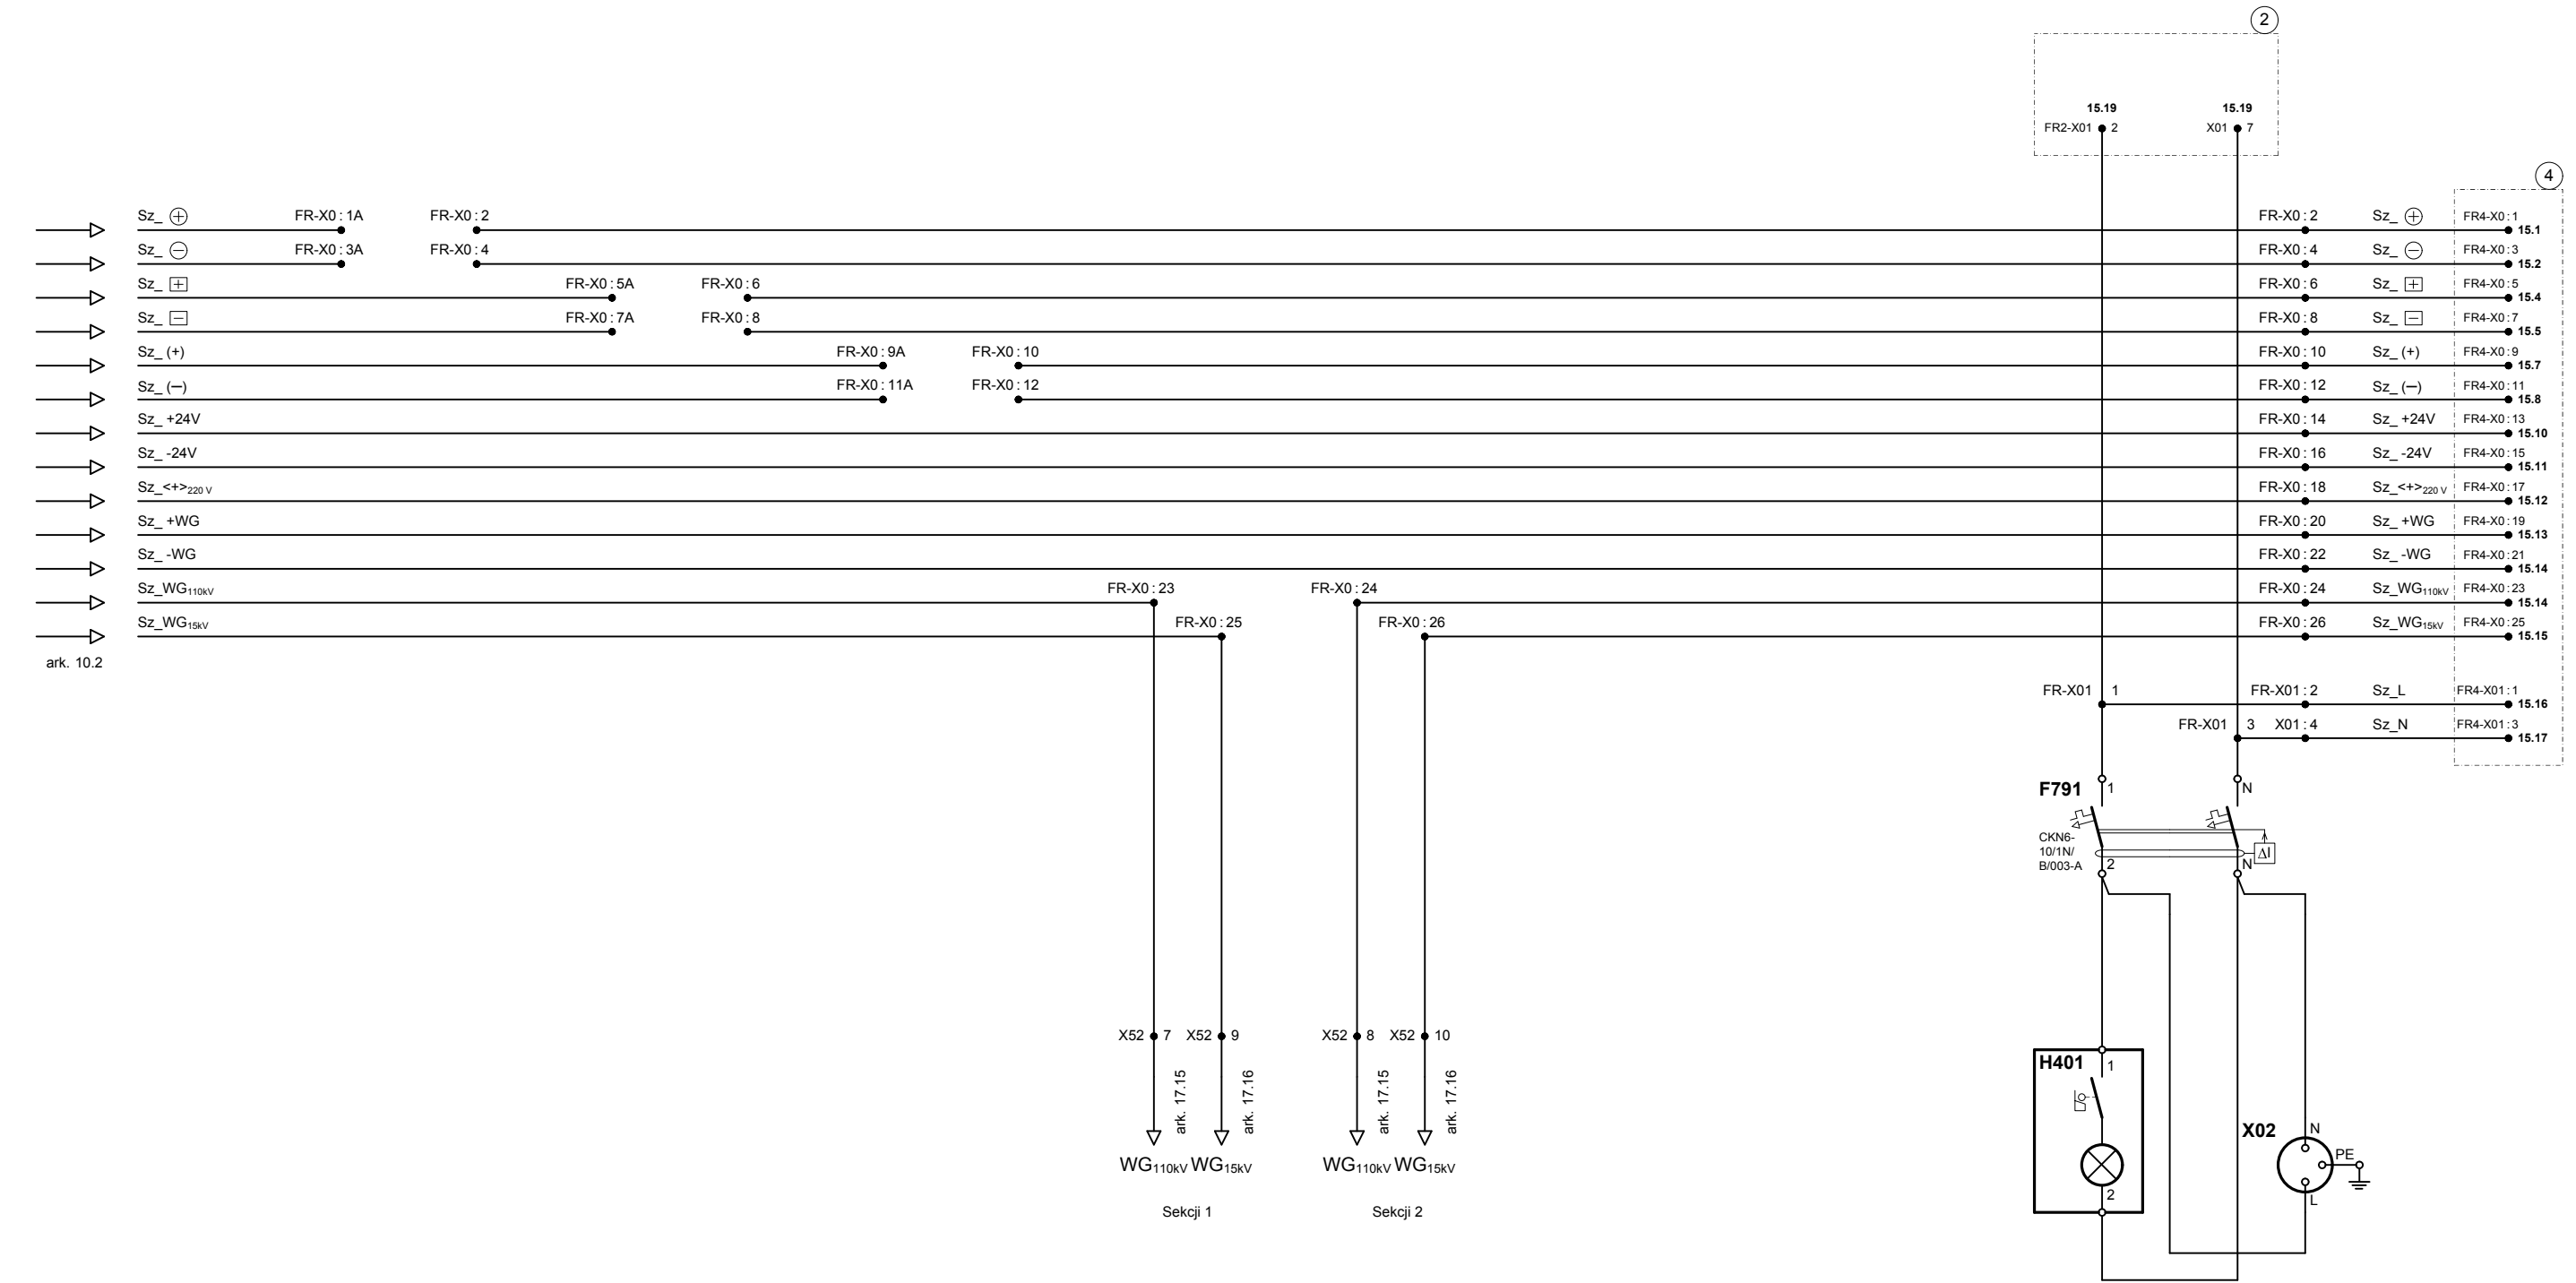 2
15.19 15.19
FR2-X01 2 X01 7
4
Sz_ FR-X0:1A FR-X0:2 FR-X0:2 Sz_ FR4-X0:1
15.1
Sz_ FR-X0:3A FR-X0:4 FR-X0:4 Sz_ FR4-X0:3
15.2
Sz_ FR-X0:5A FR-X0:6 FR-X0:6 Sz_ FR4-X0:5
15.4
Sz_ FR-X0:7A FR-X0:8 FR-X0:8 Sz_ FR4-X0:7
15.5
Sz_ (+) FR-X0:9A FR-X0:10 FR-X0:10 Sz_ (+) FR4-X0:9
15.7
Sz_ (−) FR-X0:11A FR-X0:12 FR-X0:12 Sz_ (−) FR4-X0:11
15.8
Sz_ +24V FR-X0:14 Sz_ +24V FR4-X0:13
15.10
Sz_ -24V FR-X0:16 Sz_ -24V FR4-X0:15
15.11
Sz_<+>220 V FR-X0:18 Sz_<+>220 V FR4-X0:17
15.12
Sz_ +WG FR-X0:20 Sz_ +WG FR4-X0:19
15.13
Sz_ -WG FR-X0:22 Sz_ -WG FR4-X0:21
15.14
Sz_WG110kV FR-X0:23 FR-X0:24 FR-X0:24 Sz_WG110kV FR4-X0:23
15.14
Sz_WG15kV FR-X0:25 FR-X0:26 FR-X0:26 Sz_WG15kV FR4-X0:25
15.15
ark. 10.2
FR-X01 1 FR-X01:2 Sz_L FR4-X01:1
15.16
FR-X01 3 X01:4 Sz_N FR4-X01:3
15.17
F791 1 N
CKN6-
10/1N/
B/003-A
2 N ΔI
X52 7 X52 9 X52 8 X52 10
ark. 17.15 ark. 17.16 ark. 17.15 ark. 17.16
WG110kV WG15kV WG110kV WG15kV
Sekcji 1 Sekcji 2
H401 1
2
X02 N
PE
L